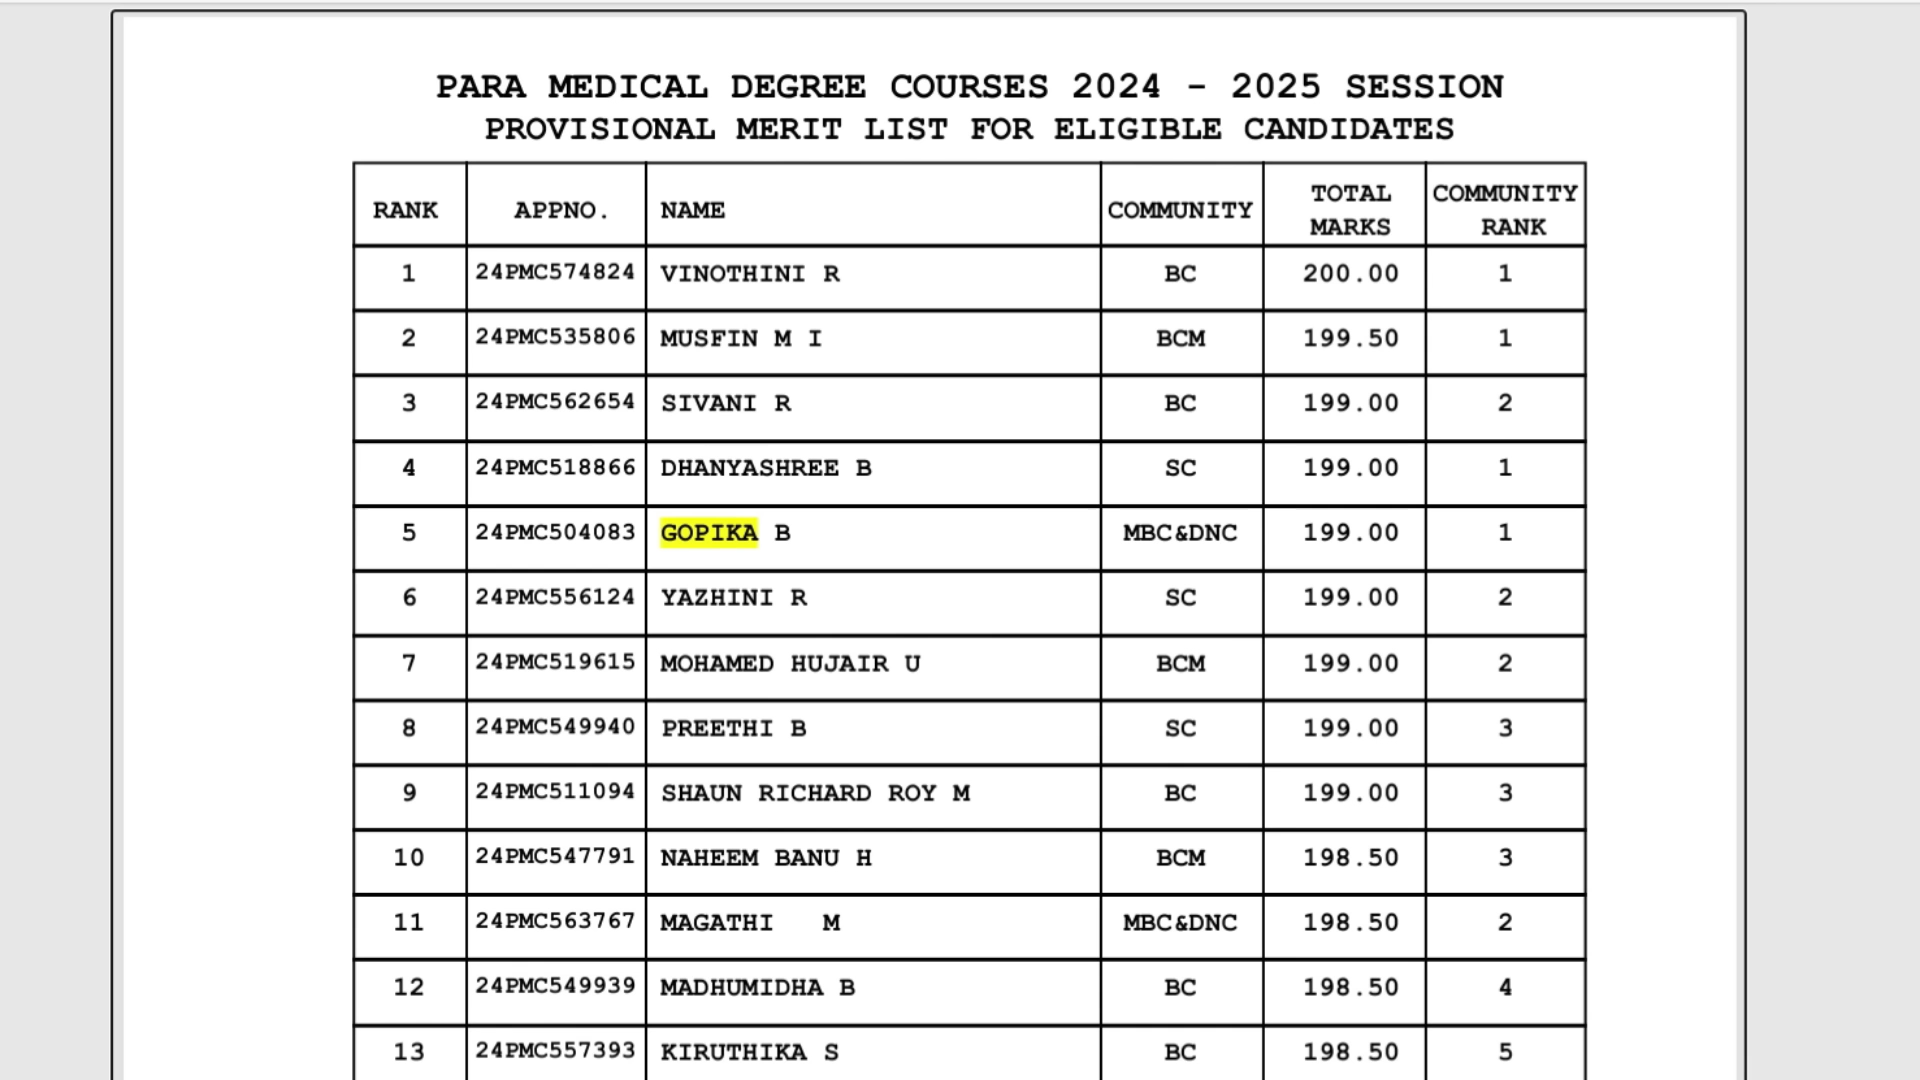 PARA MEDICAL DEGREE COURSES 2024 - 2025 SESSION
PROVISIONAL MERIT LIST FOR ELIGIBLE CANDIDATES
RANK APPNO. NAME COMMUNITY TOTAL MARKS COMMUNITY RANK
1 24PMC574824 VINOTHINI R BC 200.00 1
2 24PMC535806 MUSFIN M I BCM 199.50 1
3 24PMC562654 SIVANI R BC 199.00 2
4 24PMC518866 DHANYASHREE B SC 199.00 1
5 24PMC504083 GOPIKA B MBC&DNC 199.00 1
6 24PMC556124 YAZHINI R SC 199.00 2
7 24PMC519615 MOHAMED HUJAIR U BCM 199.00 2
8 24PMC549940 PREETHI B SC 199.00 3
9 24PMC511094 SHAUN RICHARD ROY M BC 199.00 3
10 24PMC547791 NAHEEM BANU H BCM 198.50 3
11 24PMC563767 MAGATHI M MBC&DNC 198.50 2
12 24PMC549939 MADHUMIDHA B BC 198.50 4
13 24PMC557393 KIRUTHIKA S BC 198.50 5